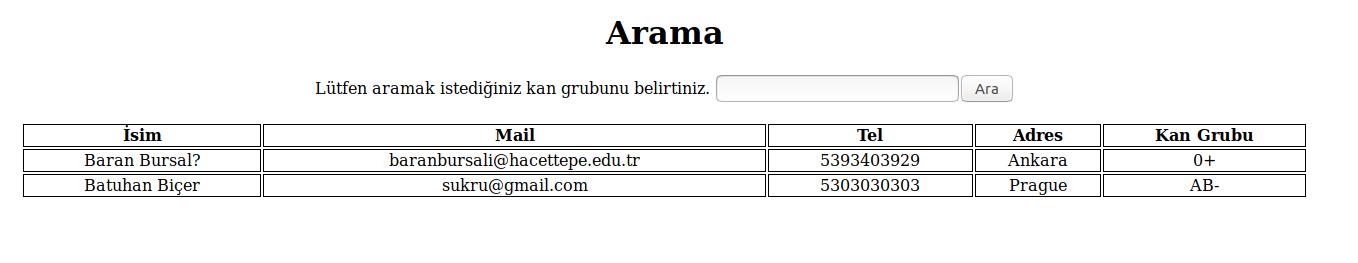 Arama
Lütfen aramak istediğiniz kan grubunu belirtiniz. Ara
İsim Mail Tel Adres Kan Grubu
Baran Bursal? baranbursali@hacettepe.edu.tr 5393403929 Ankara 0+
Batuhan Biçer sukru@gmail.com 5303030303 Prague AB-